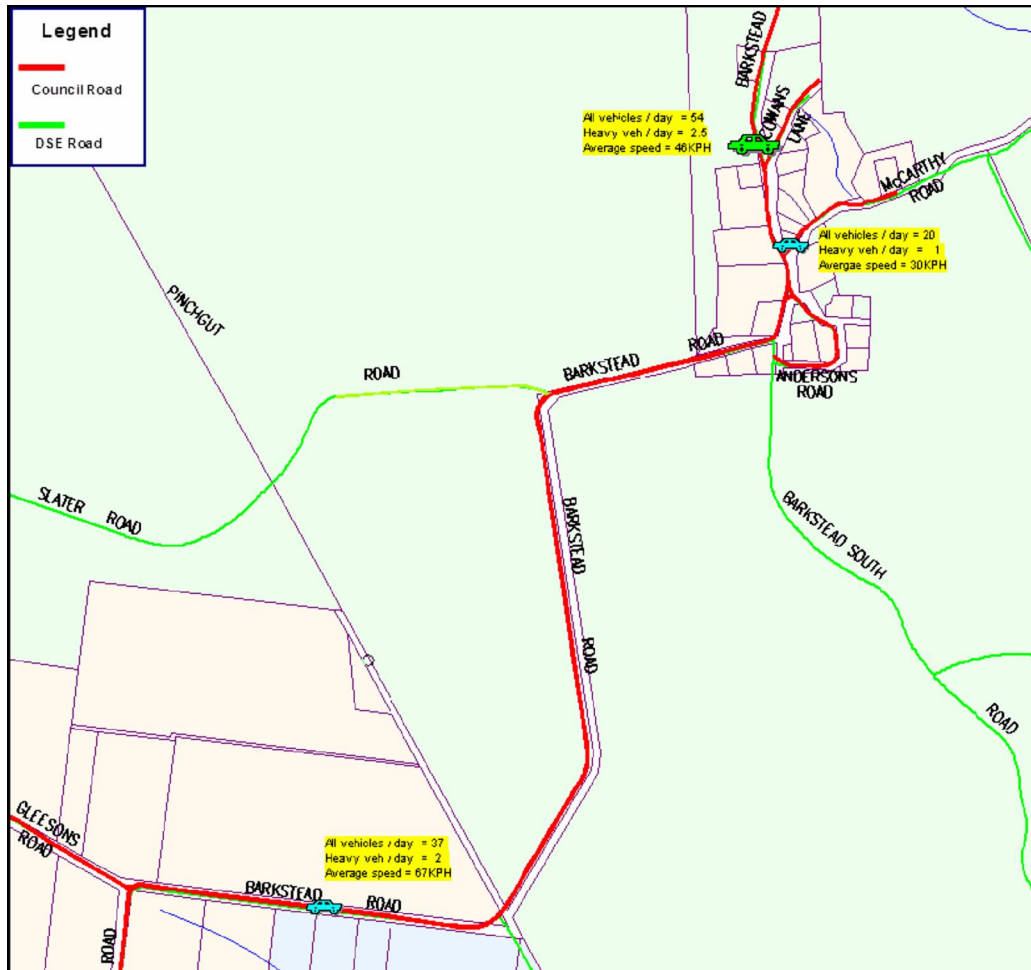 Legend
Council Road
DSE Road
BARKSTEAD
COWANS
LANE
All vehicles / day = 54
Heavy veh / day = 2.5
Average speed = 46KPH
McCARTHY
ROAD
All vehicles / day = 20
Heavy veh / day = 1
Avergae speed = 30KPH
PINCHGUT
ROAD
BARKSTEAD
ROAD
ANDERSONS
ROAD
SLATER ROAD
BARKSTEAD
ROAD
BARKSTEAD SOUTH
ROAD
GLEESONS
ROAD
All vehicles / day = 37
Heavy veh / day = 2
Average speed = 67KPH
BARKSTEAD ROAD
ROAD